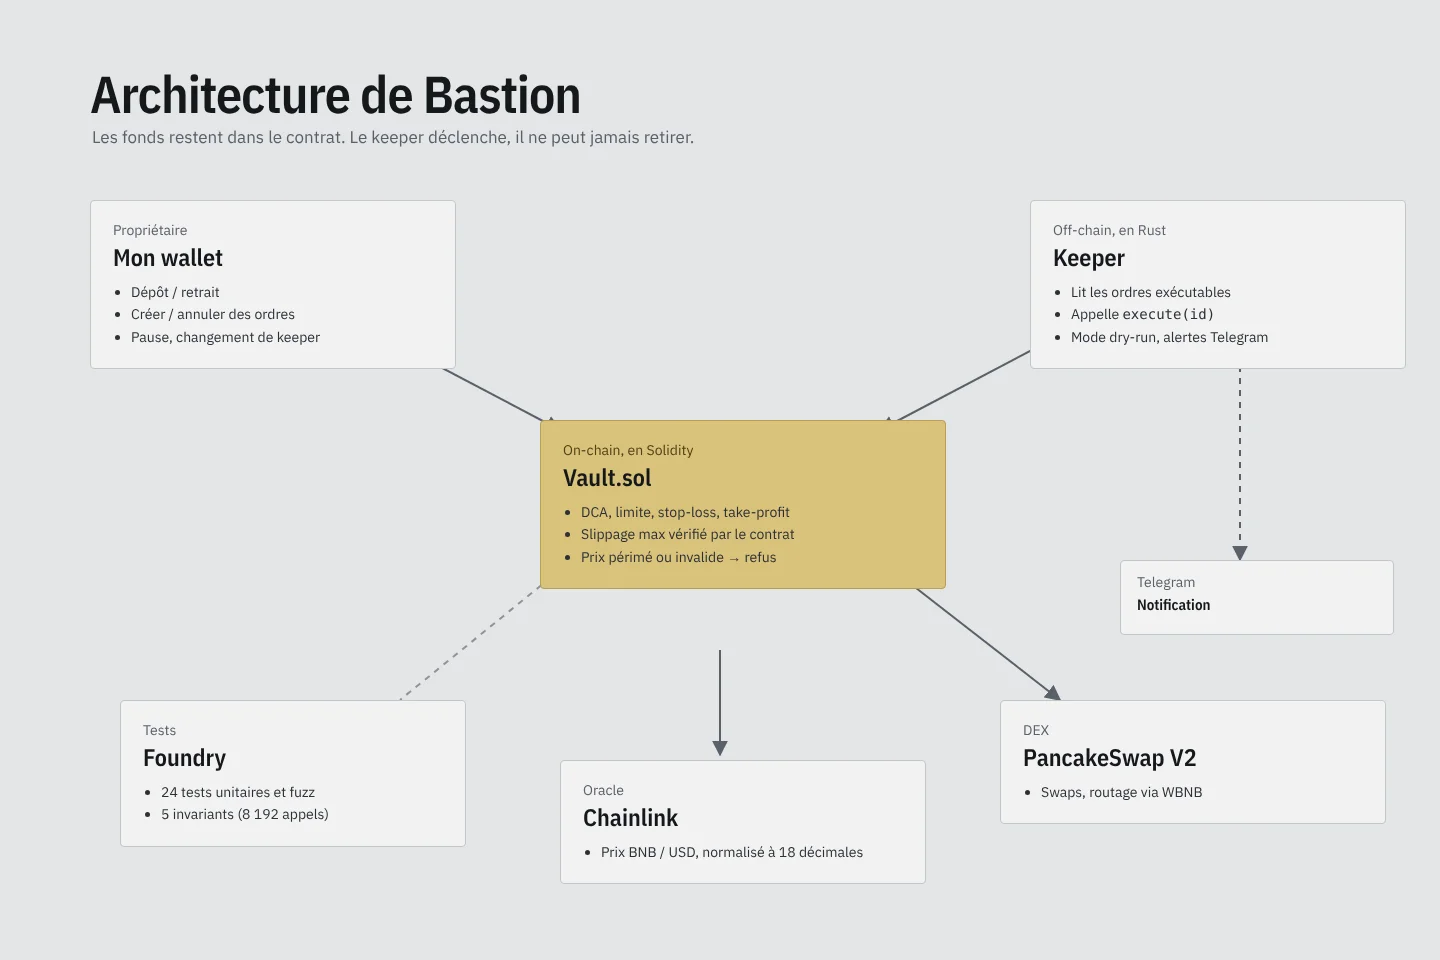 Architecture de Bastion
Les fonds restent dans le contrat. Le keeper déclenche, il ne peut jamais retirer.
Propriétaire
Mon wallet
• Dépôt / retrait
• Créer / annuler des ordres
• Pause, changement de keeper
Off-chain, en Rust
Keeper
• Lit les ordres exécutables
• Appelle execute(id)
• Mode dry-run, alertes Telegram
On-chain, en Solidity
Vault.sol
• DCA, limite, stop-loss, take-profit
• Slippage max vérifié par le contrat
• Prix périmé ou invalide → refus
Telegram
Notification
Tests
Foundry
• 24 tests unitaires et fuzz
• 5 invariants (8 192 appels)
Oracle
Chainlink
• Prix BNB / USD, normalisé à 18 décimales
DEX
PancakeSwap V2
• Swaps, routage via WBNB